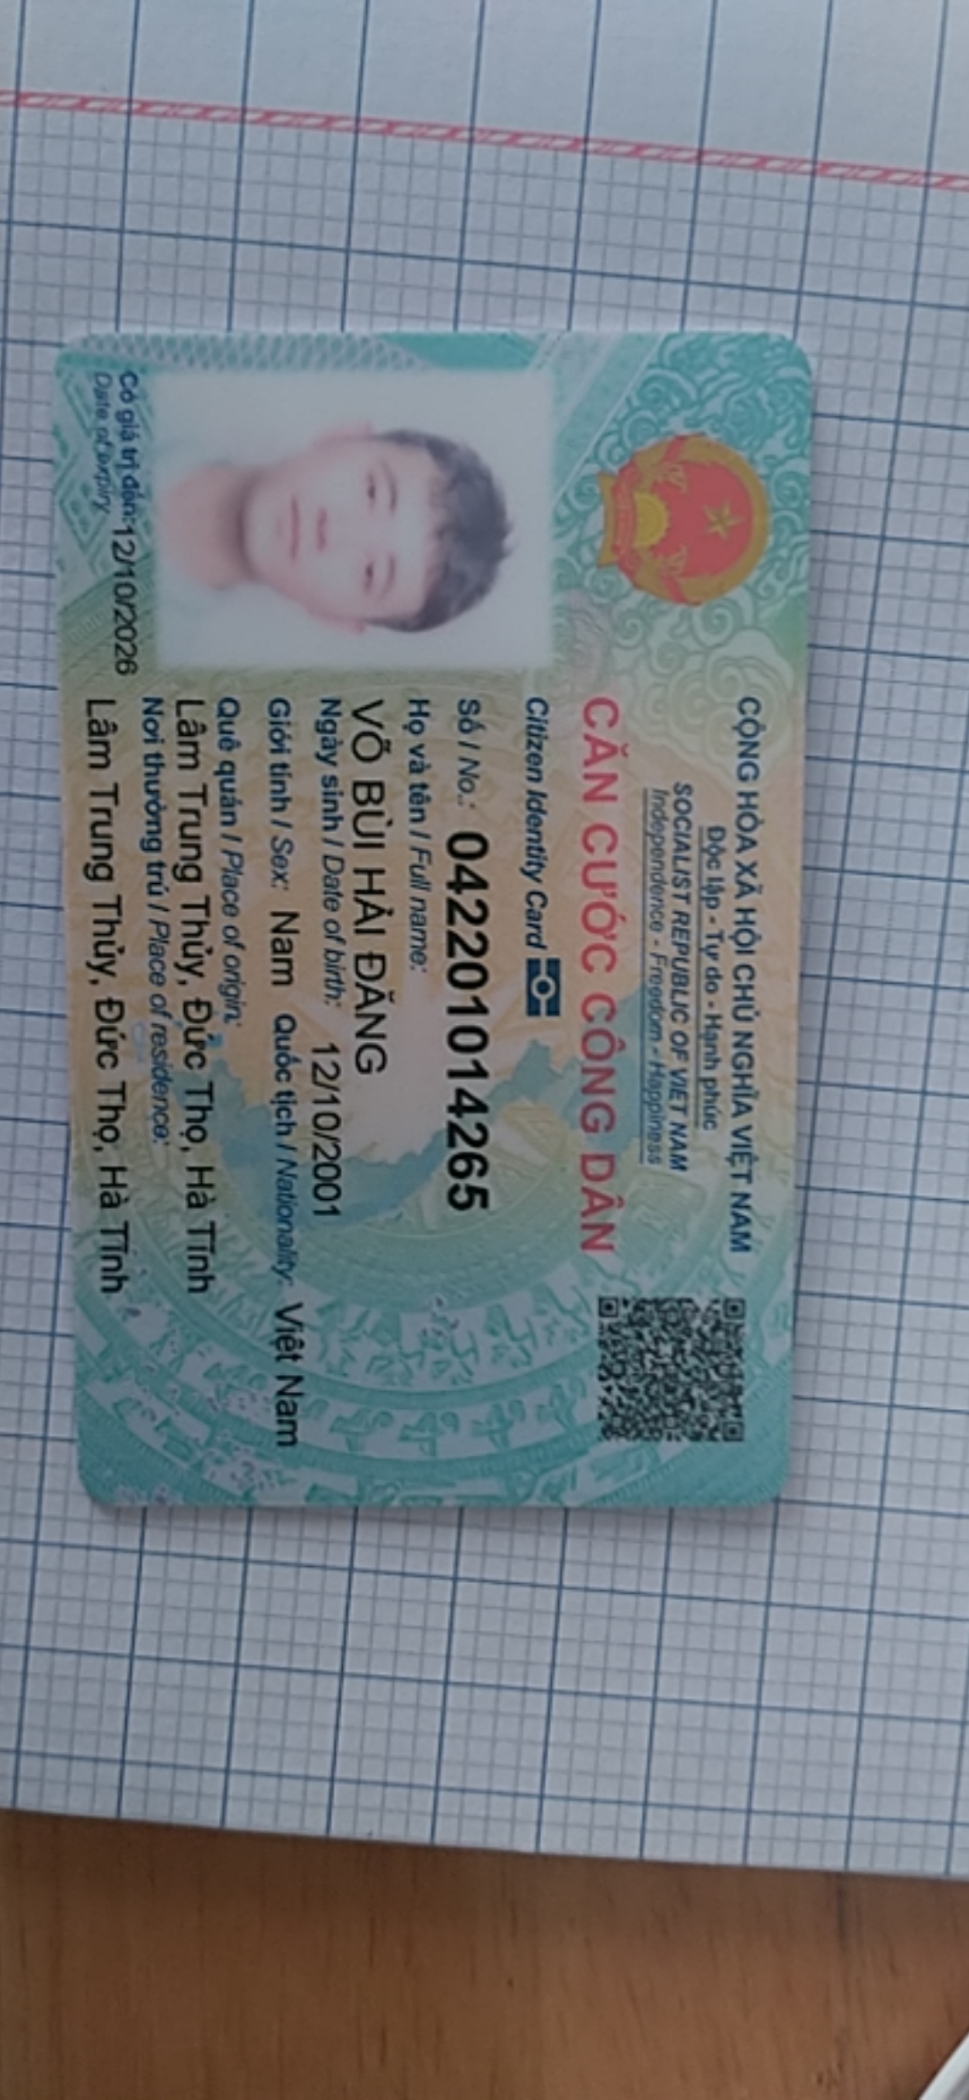 CỘNG HÒA XÃ HỘI CHỦ NGHĨA VIỆT NAM
Độc lập - Tự do - Hạnh phúc
SOCIALIST REPUBLIC OF VIET NAM
Independence - Freedom - Happiness
CĂN CƯỚC CÔNG DÂN
Citizen Identity Card
Số / No.: 042201014265
Họ và tên / Full name:
VÕ BÙI HẢI ĐĂNG
Ngày sinh / Date of birth: 12/10/2001
Giới tính / Sex: Nam Quốc tịch / Nationality: Việt Nam
Quê quán / Place of origin:
Lâm Trung Thủy, Đức Thọ, Hà Tĩnh
Nơi thường trú / Place of residence:
Lâm Trung Thủy, Đức Thọ, Hà Tĩnh
Có giá trị đến: 12/10/2026
Date of expiry